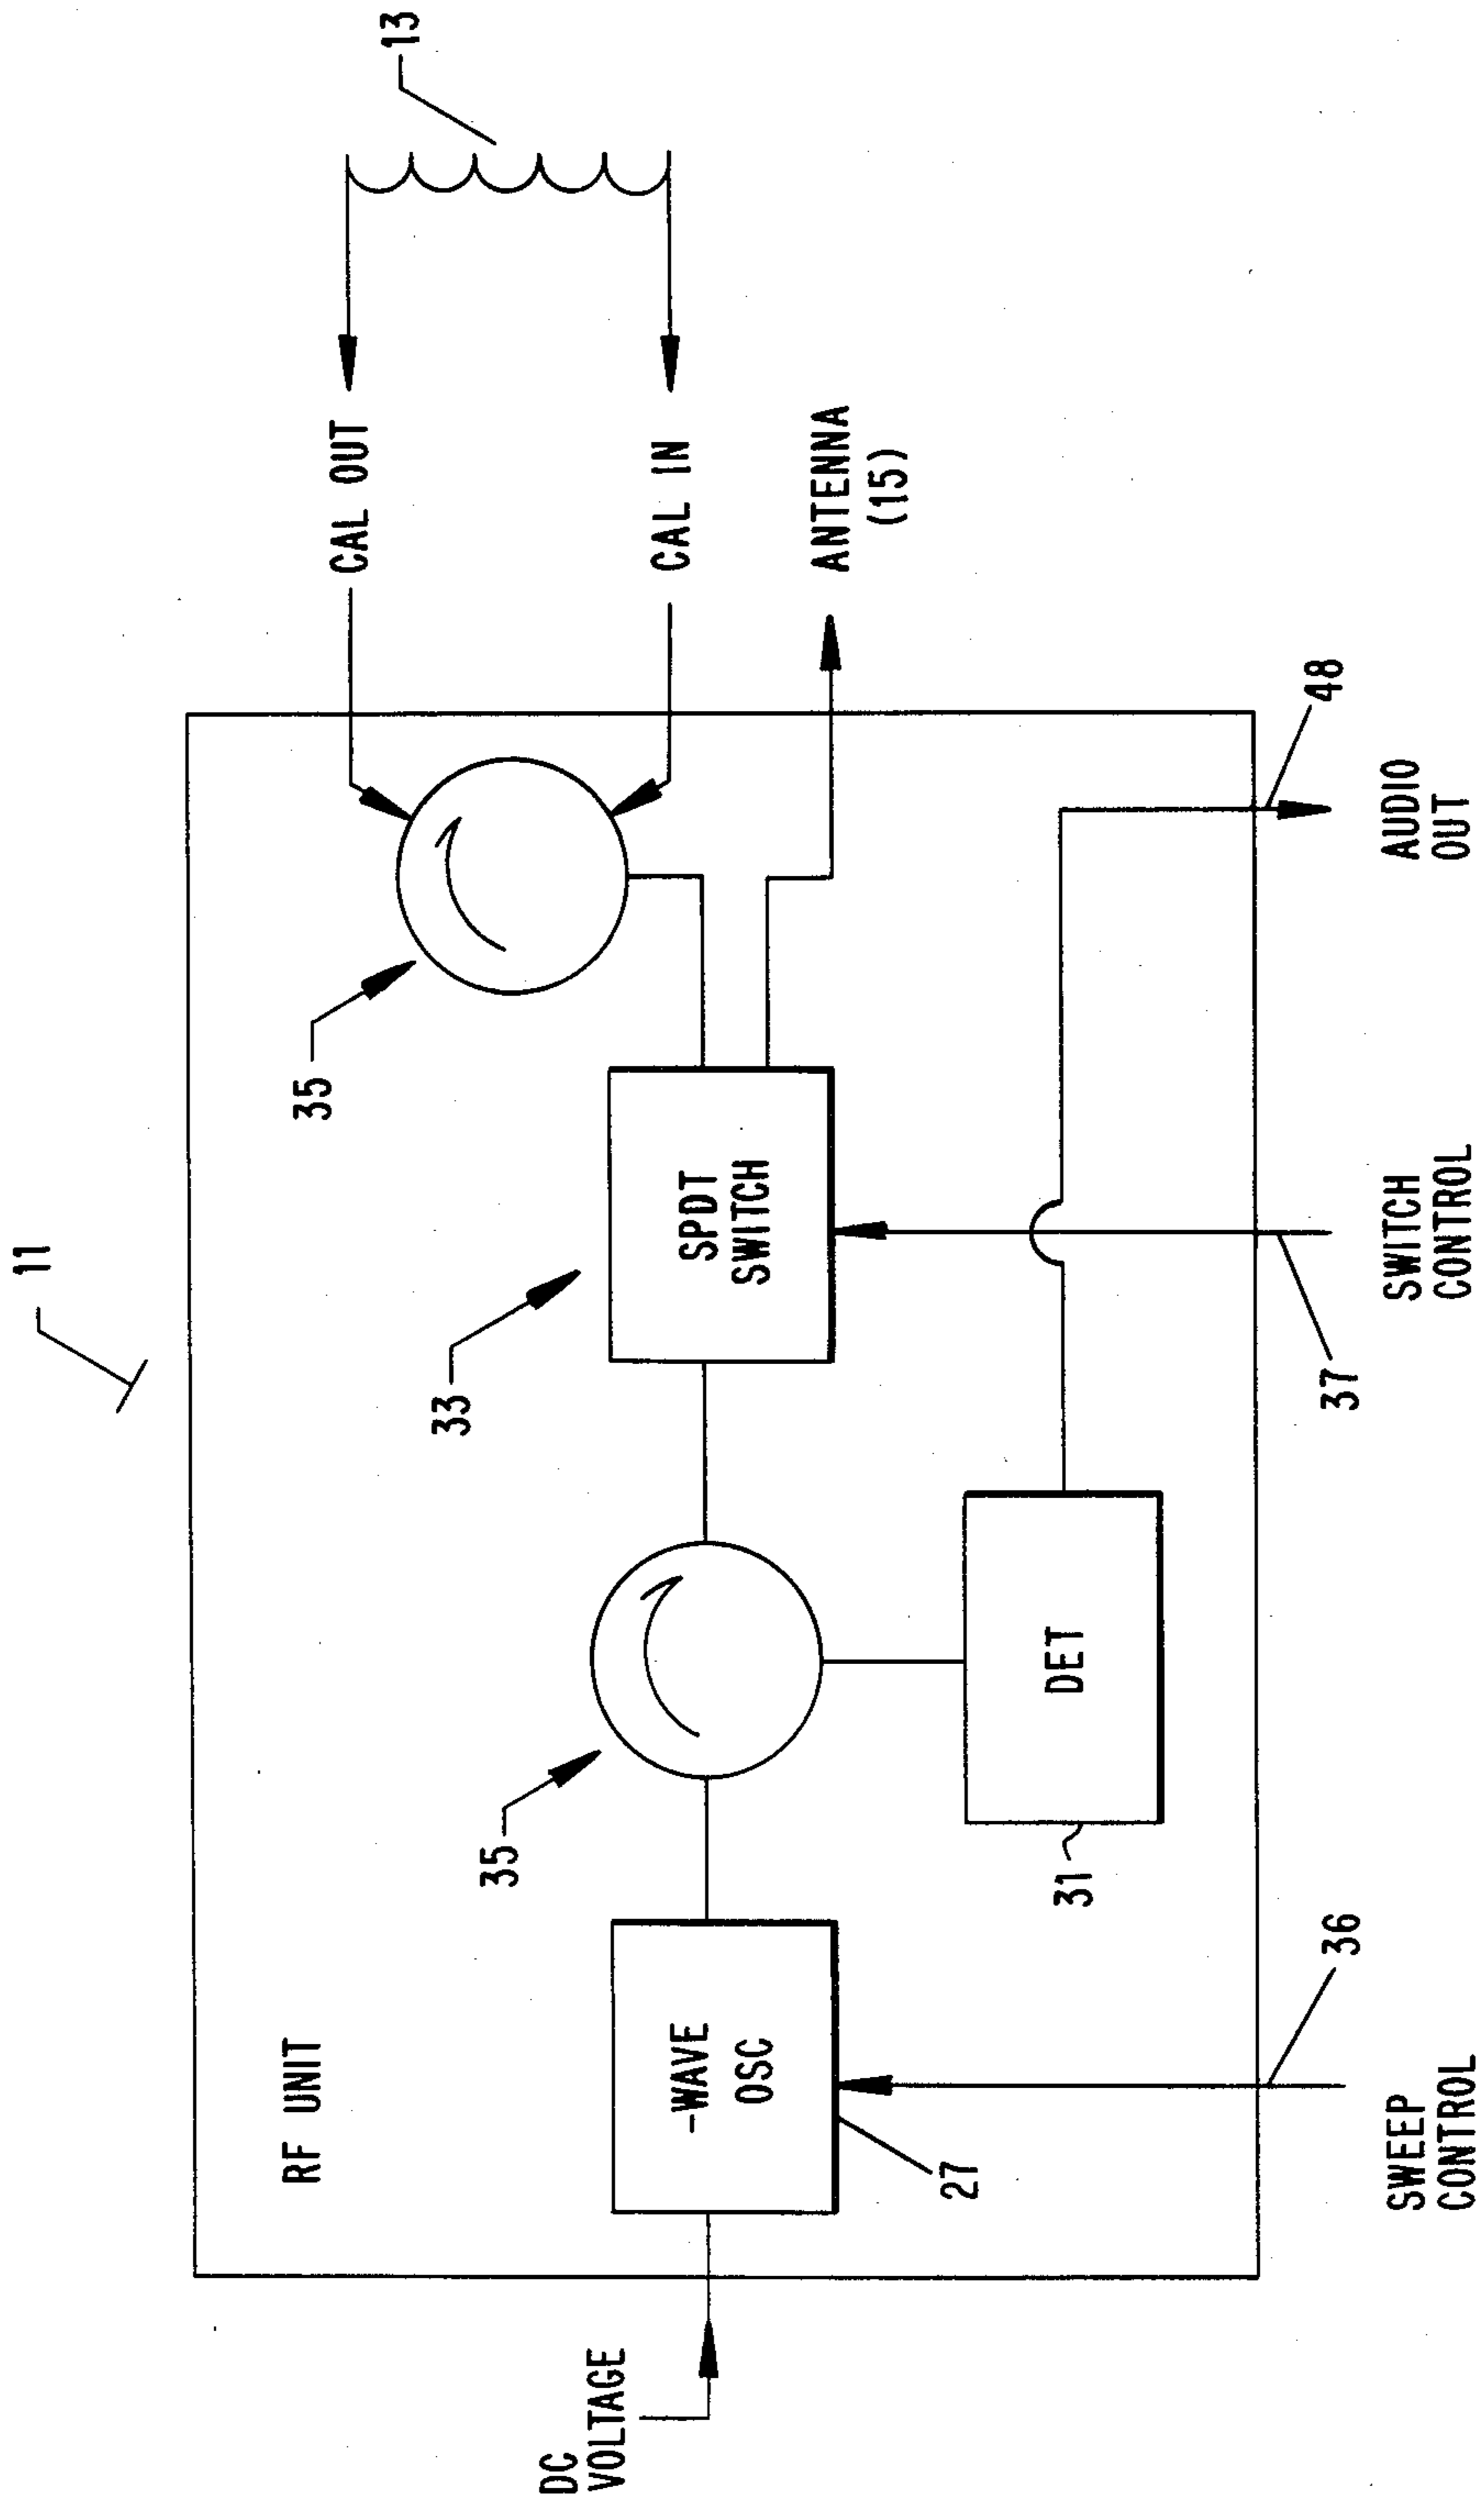 11
RF UNIT
35
CAL OUT
13
DC
VOLTAGE
-WAVE
OSC
27
35
33
SPDT
SWITCH
CAL IN
ANTENNA
(15)
DET
31
36
SWEEP
CONTROL
37
SWITCH
CONTROL
48
AUDIO
OUT